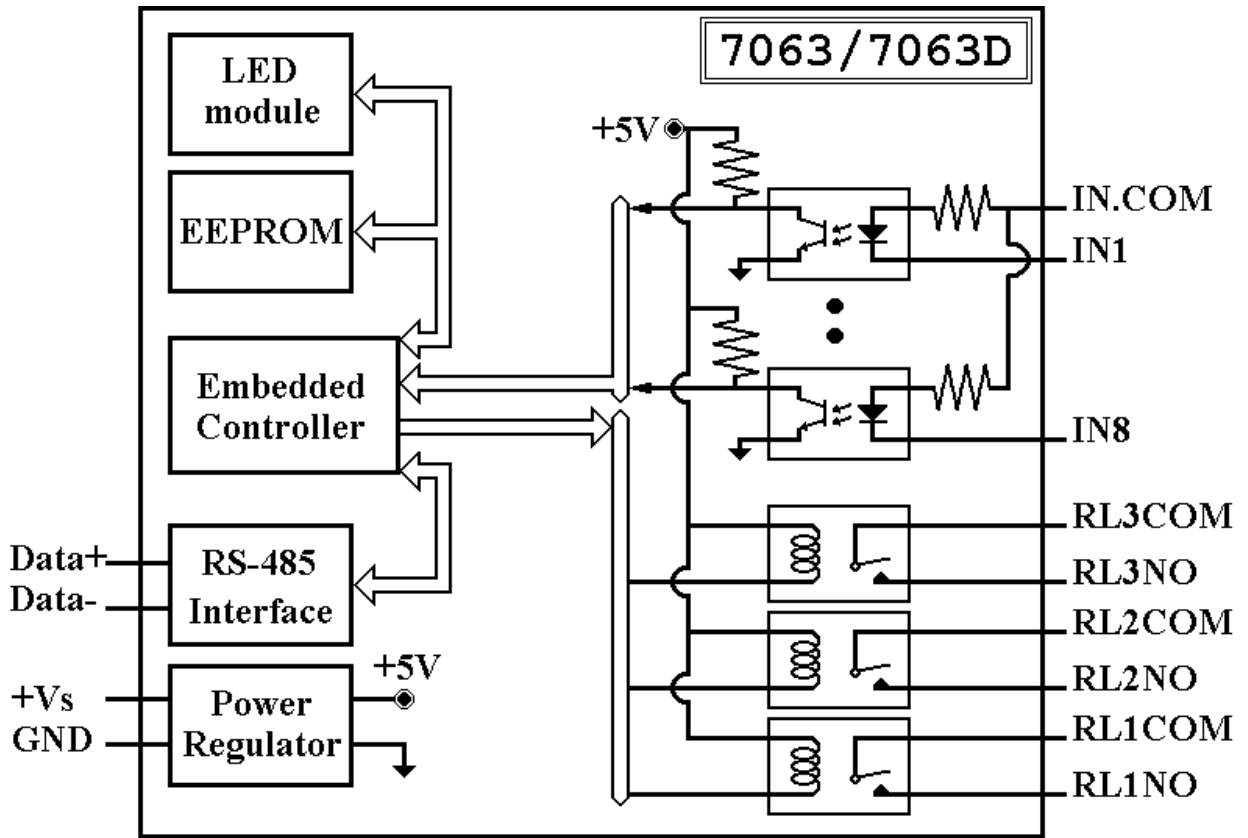 7063/7063D
LED
module
EEPROM
Embedded
Controller
RS-485
Interface
Power
Regulator
Data+
Data-
+Vs
GND
+5V
+5V
IN.COM
IN1
IN8
RL3COM
RL3NO
RL2COM
RL2NO
RL1COM
RL1NO